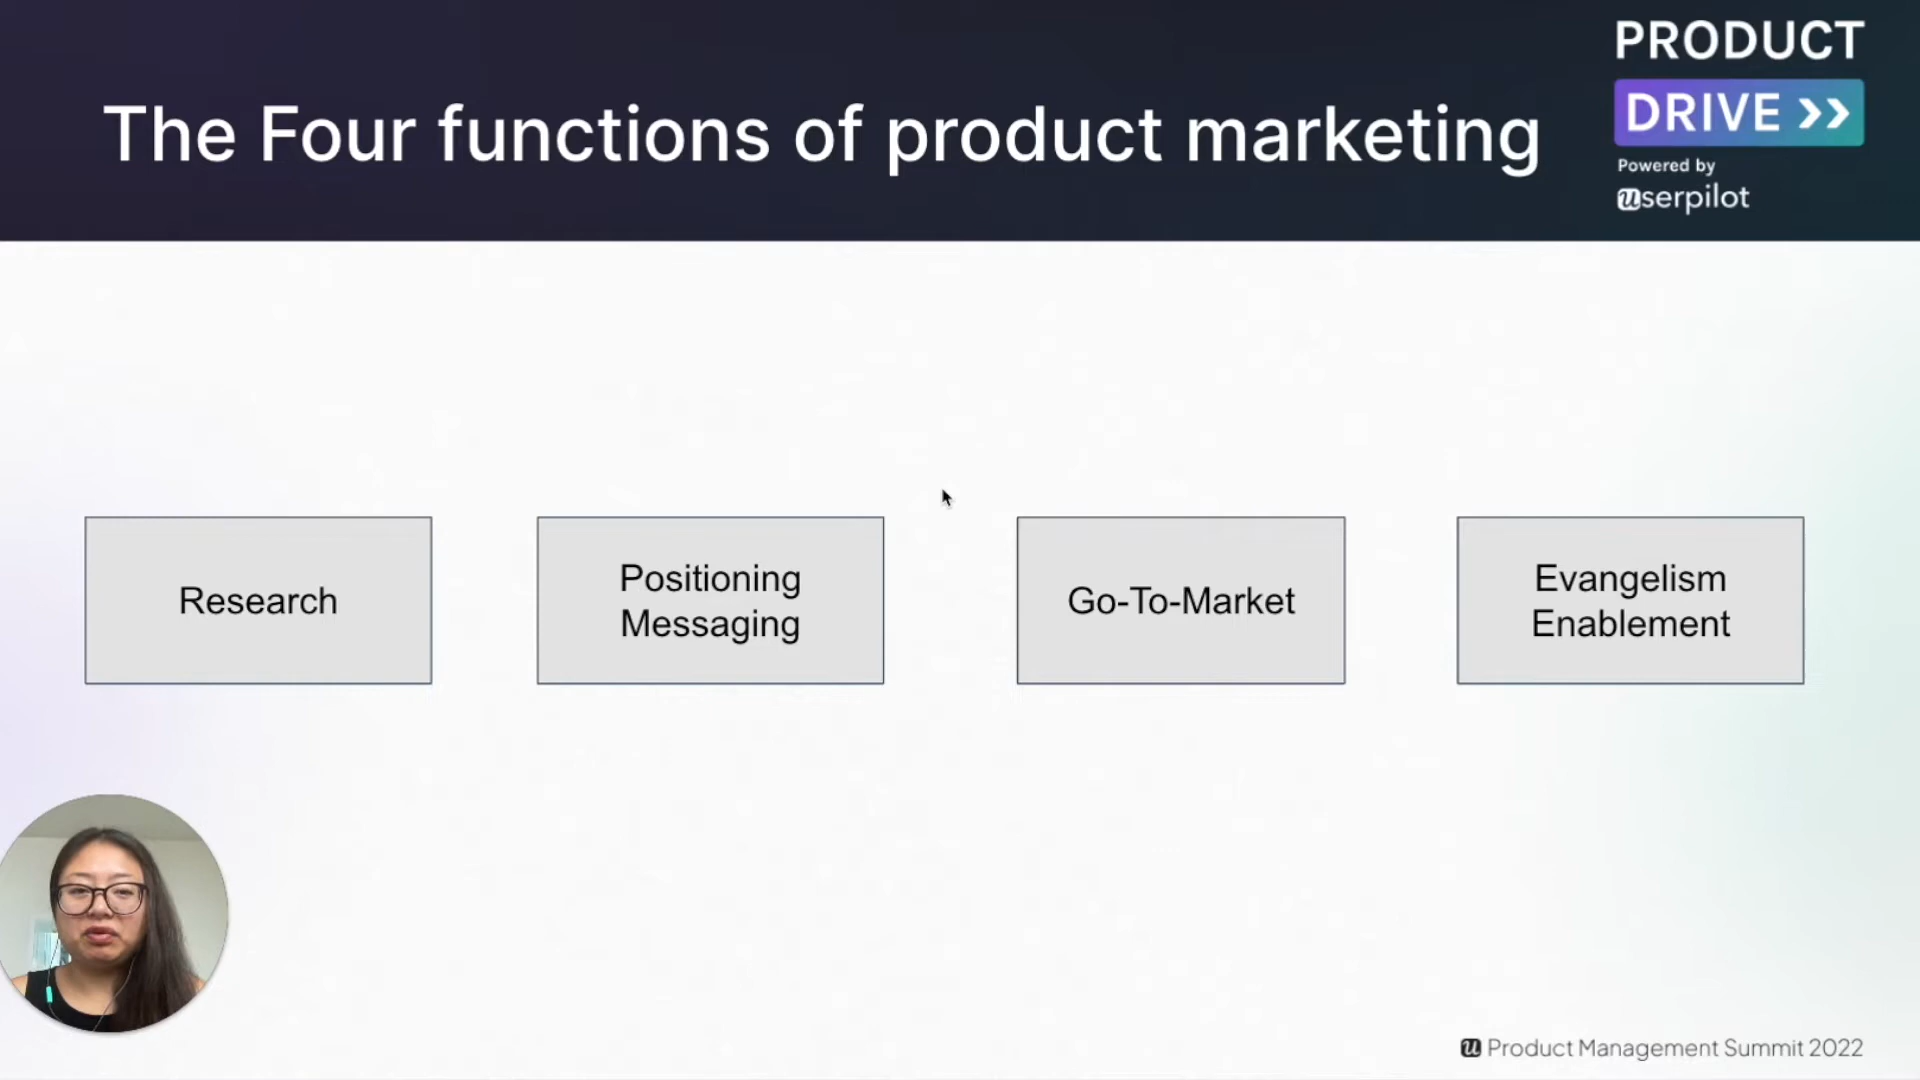 The Four functions of product marketing
PRODUCT
DRIVE
Powered by
userpilot
Research
Positioning
Messaging
Go-To-Market
Evangelism
Enablement
u Product Management Summit 2022